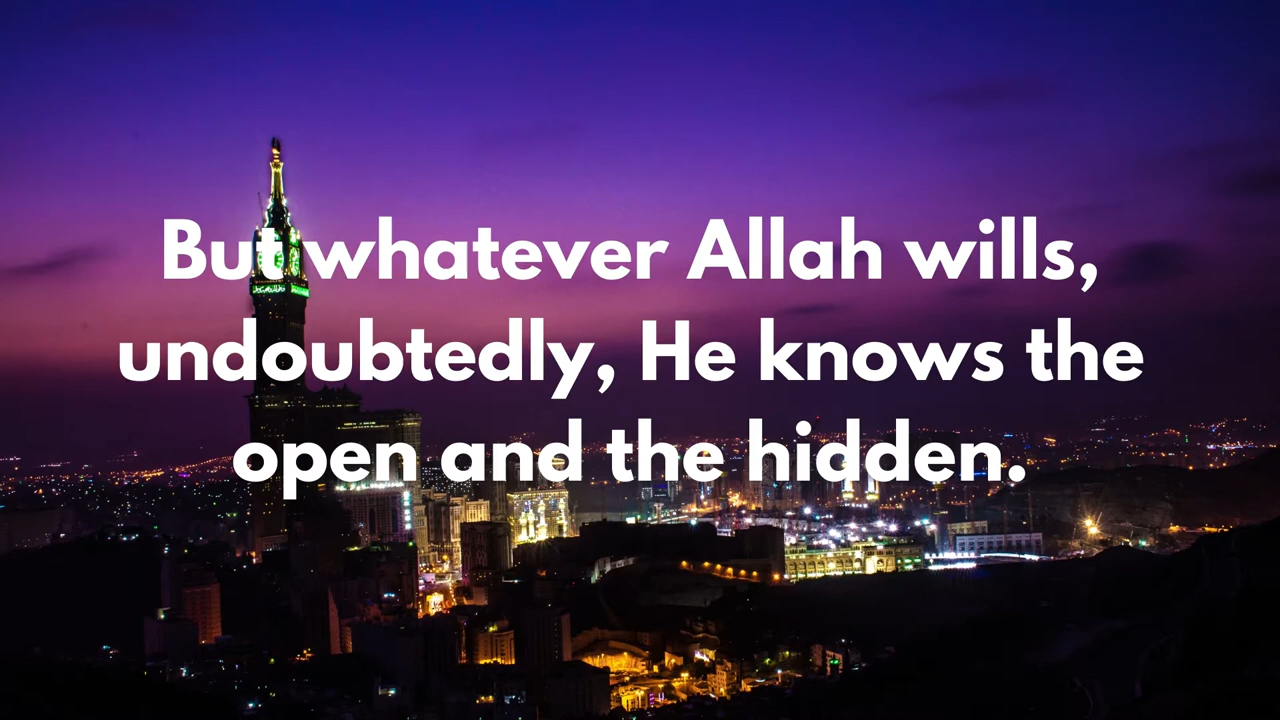 But whatever Allah wills,
undoubtedly, He knows the
open and the hidden.